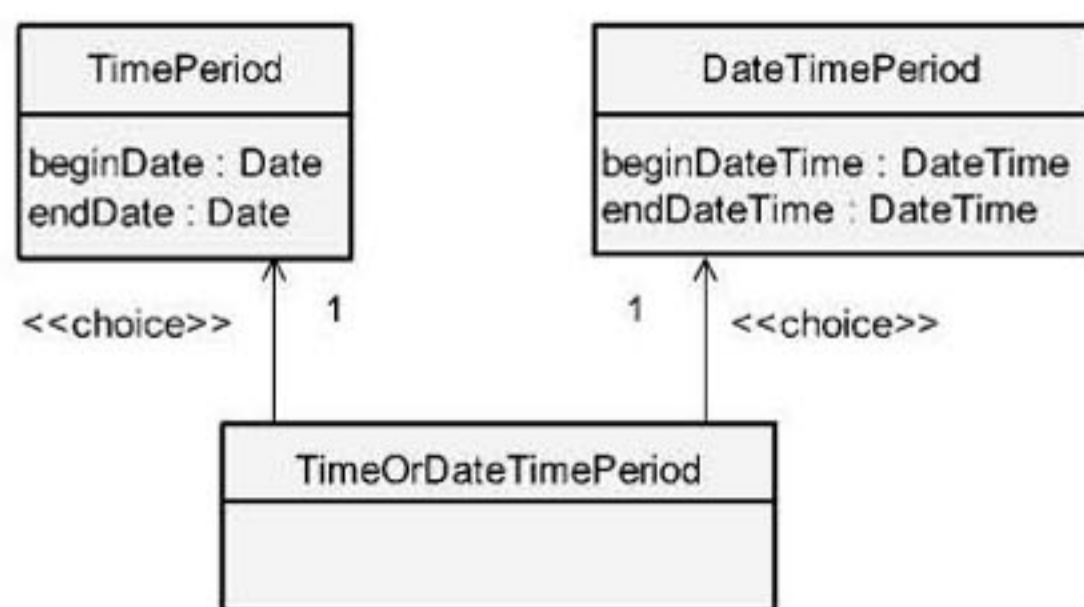 TimePeriod
beginDate : Date
endDate : Date
DateTimePeriod
beginDateTime : DateTime
endDateTime : DateTime
<<choice>>
1
1
<<choice>>
TimeOrDateTimePeriod